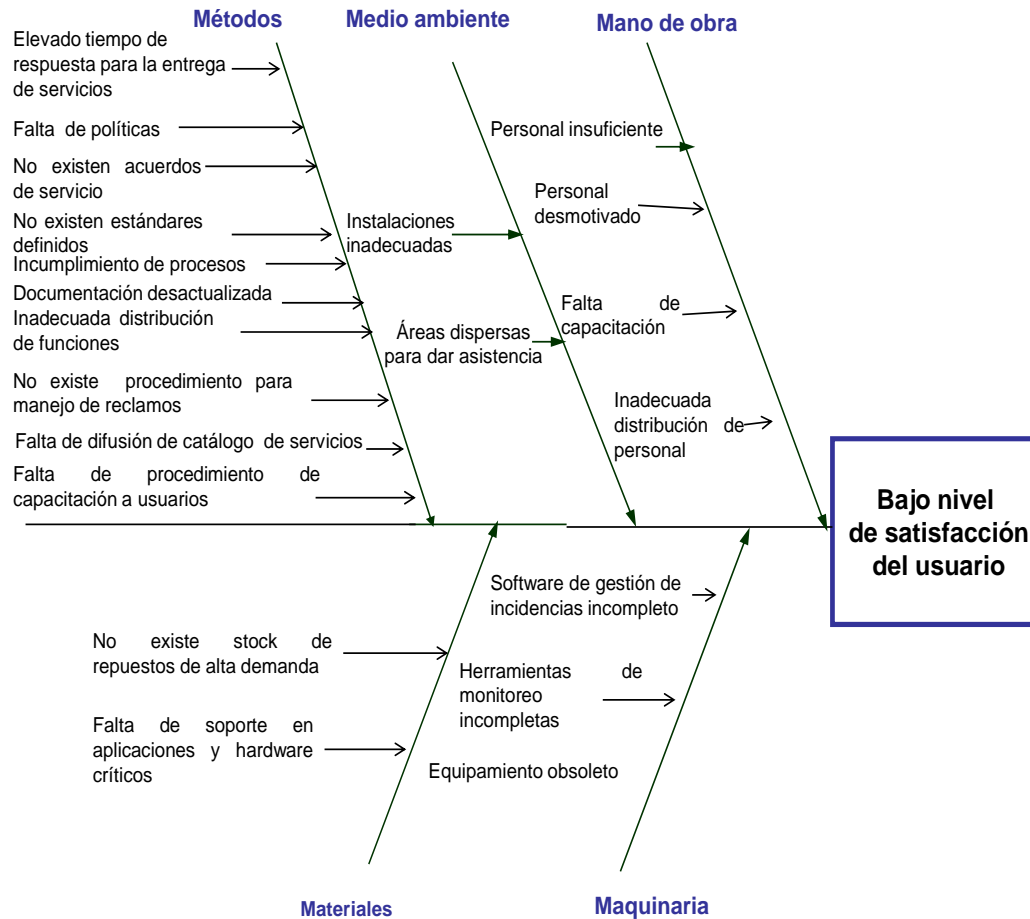 Métodos
Medio ambiente
Mano de obra
Elevado tiempo de
respuesta para la entrega
de servicios
Falta de políticas
No existen acuerdos
de servicio
No existen estándares
definidos
Incumplimiento de procesos
Documentación desactualizada
Inadecuada distribución
de funciones
No existe procedimiento para
manejo de reclamos
Falta de difusión de catálogo de servicios
Falta de procedimiento de
capacitación a usuarios
Instalaciones
inadecuadas
Áreas dispersas
para dar asistencia
Personal insuficiente
Personal
desmotivado
Falta de
capacitación
Inadecuada
distribución de
personal
Bajo nivel
de satisfacción
del usuario
No existe stock de
repuestos de alta demanda
Falta de soporte en
aplicaciones y hardware
críticos
Software de gestión de
incidencias incompleto
Herramientas de
monitoreo
incompletas
Equipamiento obsoleto
Materiales
Maquinaria